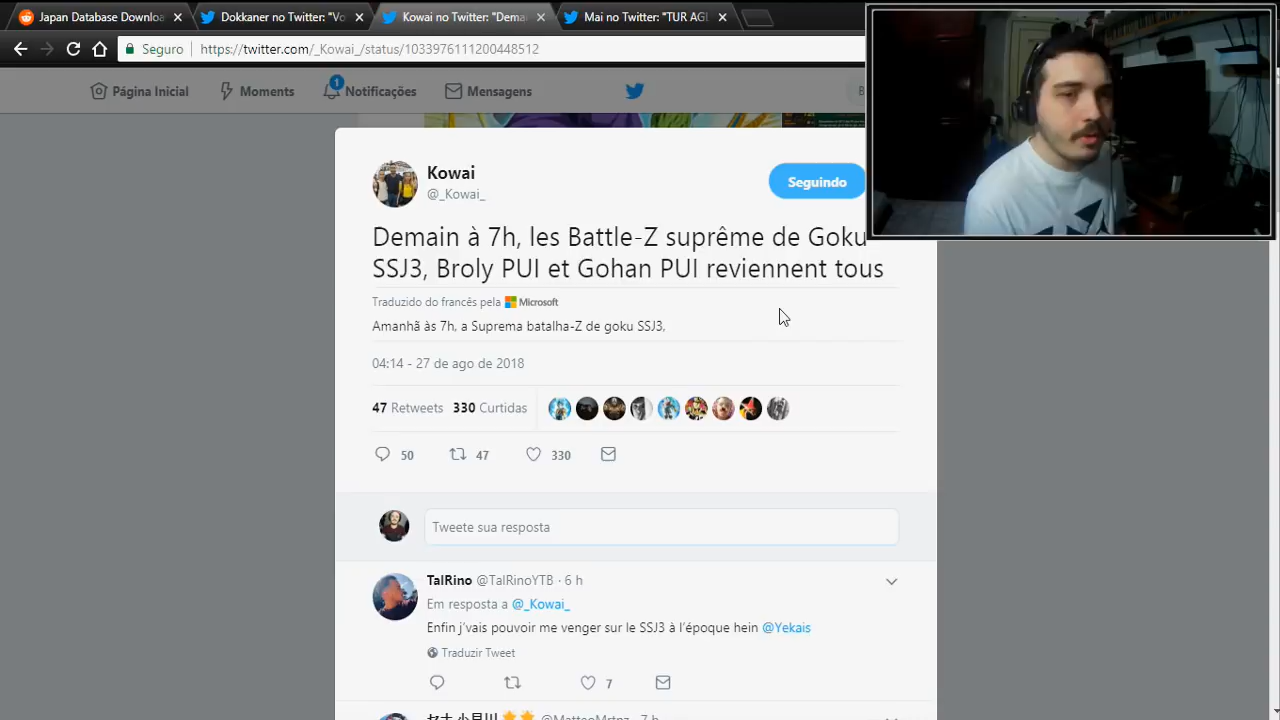 Japan Database Downloa
Dokkaner no Twitter: "Vo
Kowai no Twitter: "Dema
Mai no Twitter: "TUR AGL
Seguro
https://twitter.com/_Kowai_/status/1033976111200448512
Página Inicial
Moments
1
Notificações
Mensagens
B
Kowai
@_Kowai_
Seguindo
Demain à 7h, les Battle-Z suprême de Goku
SSJ3, Broly PUI et Gohan PUI reviennent tous
Traduzido do francês pela Microsoft
Amanhã às 7h, a Suprema batalha-Z de goku SSJ3,
04:14 - 27 de ago de 2018
47 Retweets 330 Curtidas
50 47 330
Tweete sua resposta
TalRino @TalRinoYTB · 6 h
Em resposta a @_Kowai_
Enfin j'vais pouvoir me venger sur le SSJ3 à l'époque hein @Yekais
Traduzir Tweet
7